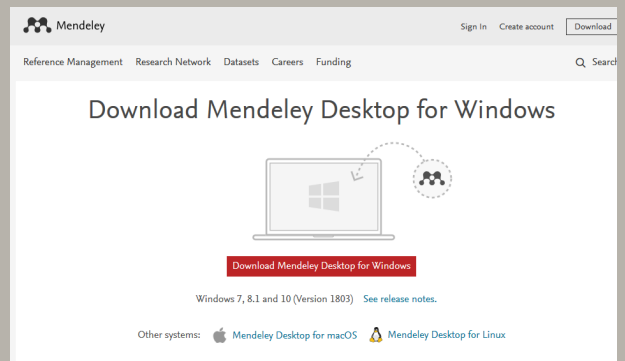 Mendeley
Sign In Create account Download
Reference Management Research Network Datasets Careers Funding
Search
Download Mendeley Desktop for Windows
Download Mendeley Desktop for Windows
Windows 7, 8.1 and 10 (Version 1803) See release notes.
Other systems: Mendeley Desktop for macOS Mendeley Desktop for Linux